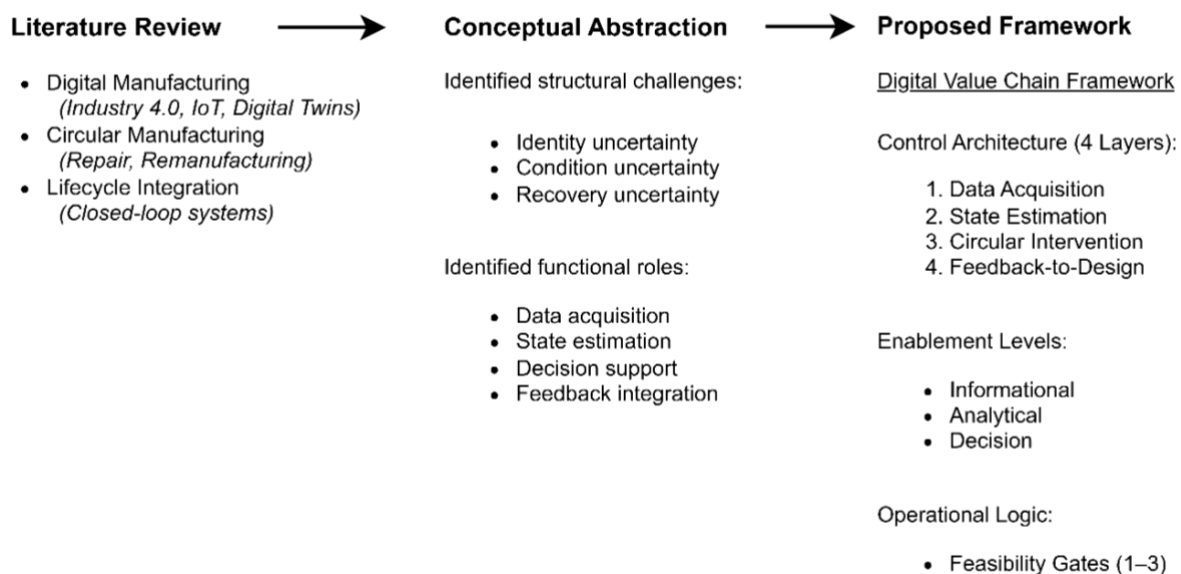 Literature Review
• Digital Manufacturing
(Industry 4.0, IoT, Digital Twins)
• Circular Manufacturing
(Repair, Remanufacturing)
• Lifecycle Integration
(Closed-loop systems)
Conceptual Abstraction
Identified structural challenges:
• Identity uncertainty
• Condition uncertainty
• Recovery uncertainty
Identified functional roles:
• Data acquisition
• State estimation
• Decision support
• Feedback integration
Proposed Framework
Digital Value Chain Framework
Control Architecture (4 Layers):
1. Data Acquisition
2. State Estimation
3. Circular Intervention
4. Feedback-to-Design
Enablement Levels:
• Informational
• Analytical
• Decision
Operational Logic:
• Feasibility Gates (1–3)